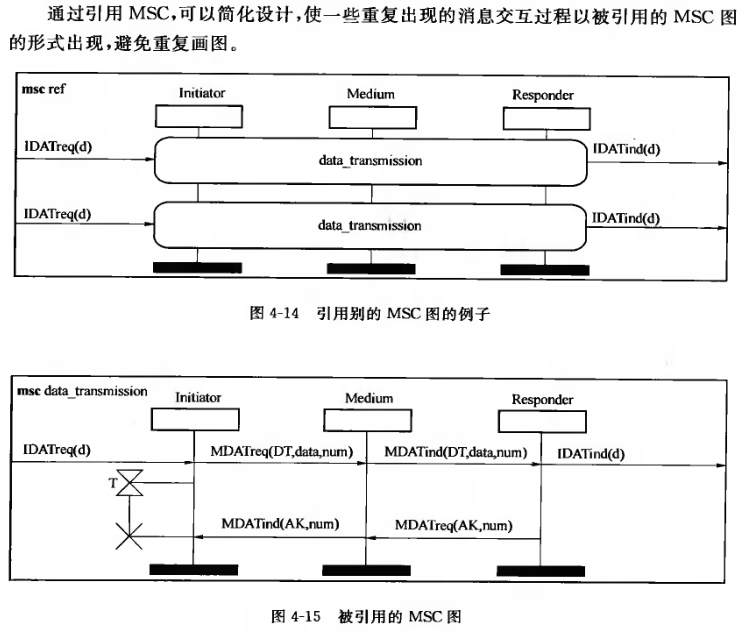 通过引用 MSC,可以简化设计,使一些重复出现的消息交互过程以被引用的 MSC 图
的形式出现,避免重复画图。
msc ref
Initiator
Medium
Responder
IDATreq(d)
data_transmission
IDATind(d)
IDATreq(d)
data_transmission
IDATind(d)
图 4-14 引用别的 MSC 图的例子
msc data_transmission
Initiator
Medium
Responder
IDATreq(d)
MDATreq(DT,data,num)
MDATind(DT,data,num)
IDATind(d)
T
MDATind(AK,num)
MDATreq(AK,num)
图 4-15 被引用的 MSC 图